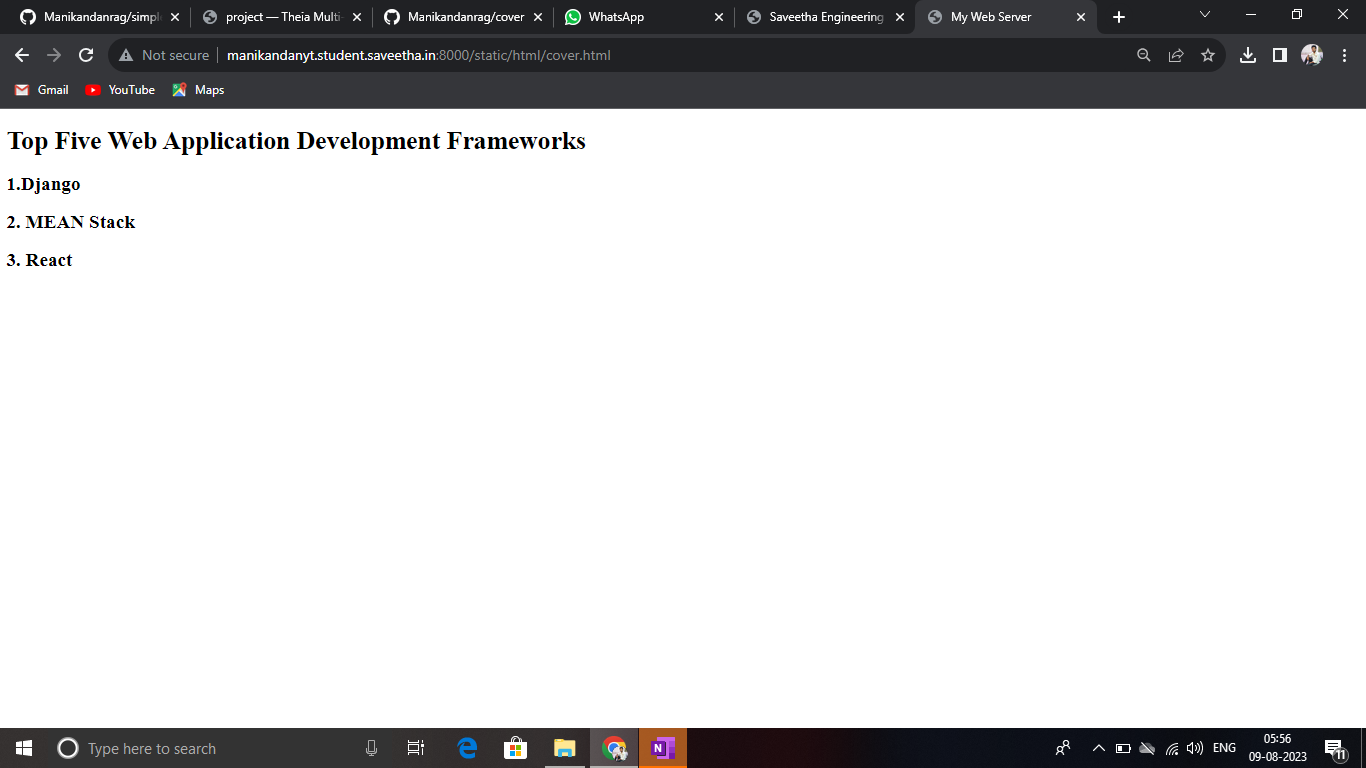 Manikandanrag/simpl
project — Theia Multi-
Manikandanrag/cover
WhatsApp
Saveetha Engineering
My Web Server
Not secure
manikandanyt.student.saveetha.in:8000/static/html/cover.html
Gmail
YouTube
Maps
Top Five Web Application Development Frameworks
1.Django
2. MEAN Stack
3. React
Type here to search
N
ENG
05:56
09-08-2023
11